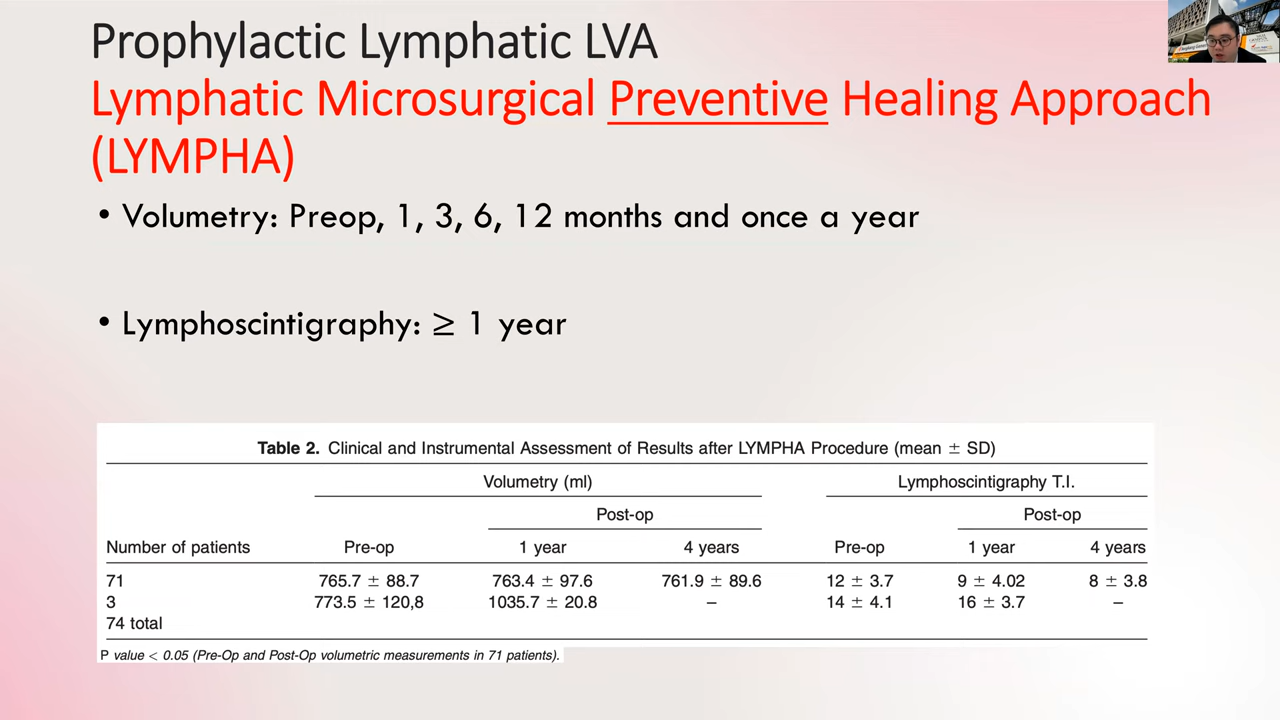 Prophylactic Lymphatic LVA
Lymphatic Microsurgical Preventive Healing Approach
(LYMPHA)
• Volumetry: Preop, 1, 3, 6, 12 months and once a year
• Lymphoscintigraphy: ≥ 1 year
Table 2. Clinical and Instrumental Assessment of Results after LYMPHA Procedure (mean ± SD)
Volumetry (ml) Lymphoscintigraphy T.I.
Post-op Post-op
Number of patients Pre-op 1 year 4 years Pre-op 1 year 4 years
71 765.7 ± 88.7 763.4 ± 97.6 761.9 ± 89.6 12 ± 3.7 9 ± 4.02 8 ± 3.8
3 773.5 ± 120,8 1035.7 ± 20.8 – 14 ± 4.1 16 ± 3.7 –
74 total
P value < 0.05 (Pre-Op and Post-Op volumetric measurements in 71 patients).